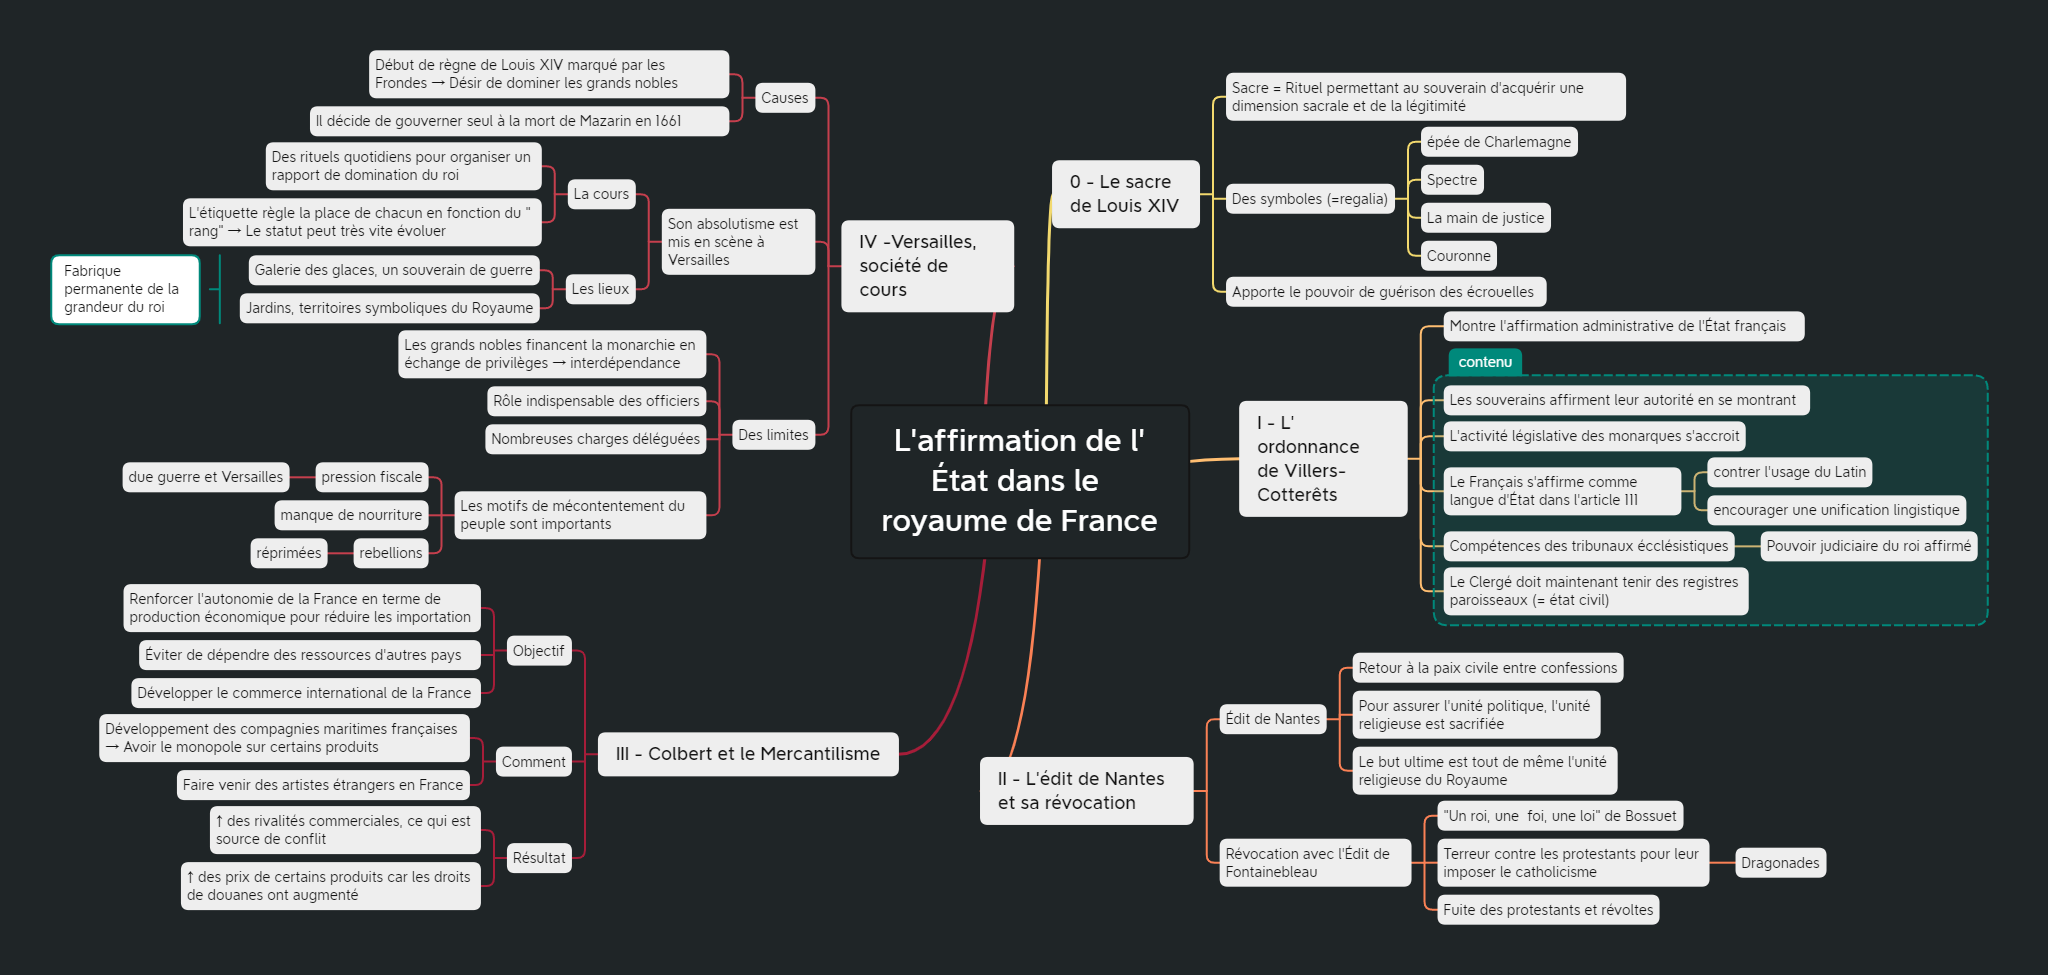 L'affirmation de l'
État dans le
royaume de France
0 - Le sacre
de Louis XIV
Sacre = Rituel permettant au souverain d'acquérir une
dimension sacrale et de la légitimité
Des symboles (=regalia)
épée de Charlemagne
Spectre
La main de justice
Couronne
Apporte le pouvoir de guérison des écrouelles
I - L'
ordonnance
de Villers-
Cotterêts
Montre l'affirmation administrative de l'État français
contenu
Les souverains affirment leur autorité en se montrant
L'activité législative des monarques s'accroit
Le Français s'affirme comme
langue d'État dans l'article 111
contrer l'usage du Latin
encourager une unification lingistique
Compétences des tribunaux écclésistiques
Pouvoir judiciaire du roi affirmé
Le Clergé doit maintenant tenir des registres
paroisseaux (= état civil)
II - L'édit de Nantes
et sa révocation
Édit de Nantes
Retour à la paix civile entre confessions
Pour assurer l'unité politique, l'unité
religieuse est sacrifiée
Le but ultime est tout de même l'unité
religieuse du Royaume
Révocation avec l'Édit de
Fontainebleau
"Un roi, une  foi, une loi" de Bossuet
Terreur contre les protestants pour leur
imposer le catholicisme
Dragonades
Fuite des protestants et révoltes
III - Colbert et le Mercantilisme
Objectif
Renforcer l'autonomie de la France en terme de
production économique pour réduire les importation
Éviter de dépendre des ressources d'autres pays
Développer le commerce international de la France
Comment
Développement des compagnies maritimes françaises
→ Avoir le monopole sur certains produits
Faire venir des artistes étrangers en France
Résultat
↑ des rivalités commerciales, ce qui est
source de conflit
↑ des prix de certains produits car les droits
de douanes ont augmenté
IV -Versailles,
société de
cours
Causes
Début de règne de Louis XIV marqué par les
Frondes → Désir de dominer les grands nobles
Il décide de gouverner seul à la mort de Mazarin en 1661
Son absolutisme est
mis en scène à
Versailles
La cours
Des rituels quotidiens pour organiser un
rapport de domination du roi
L'étiquette règle la place de chacun en fonction du "
rang" → Le statut peut très vite évoluer
Les lieux
Galerie des glaces, un souverain de guerre
Jardins, territoires symboliques du Royaume
Fabrique
permanente de la
grandeur du roi
Des limites
Les grands nobles financent la monarchie en
échange de privilèges → interdépendance
Rôle indispensable des officiers
Nombreuses charges déléguées
Les motifs de mécontentement du
peuple sont importants
pression fiscale
due guerre et Versailles
manque de nourriture
rebellions
réprimées